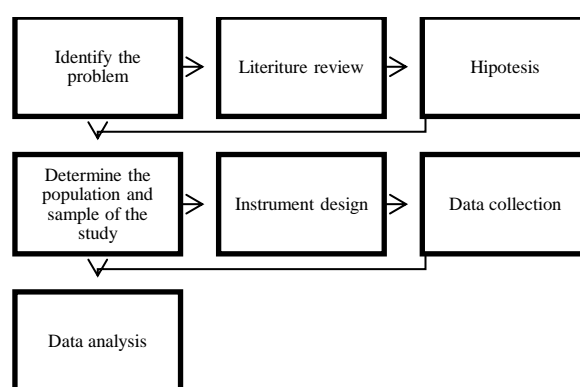 Identify the
problem
Literiture review
Hipotesis
Determine the
population and
sample of the
study
Instrument design
Data collection
Data analysis